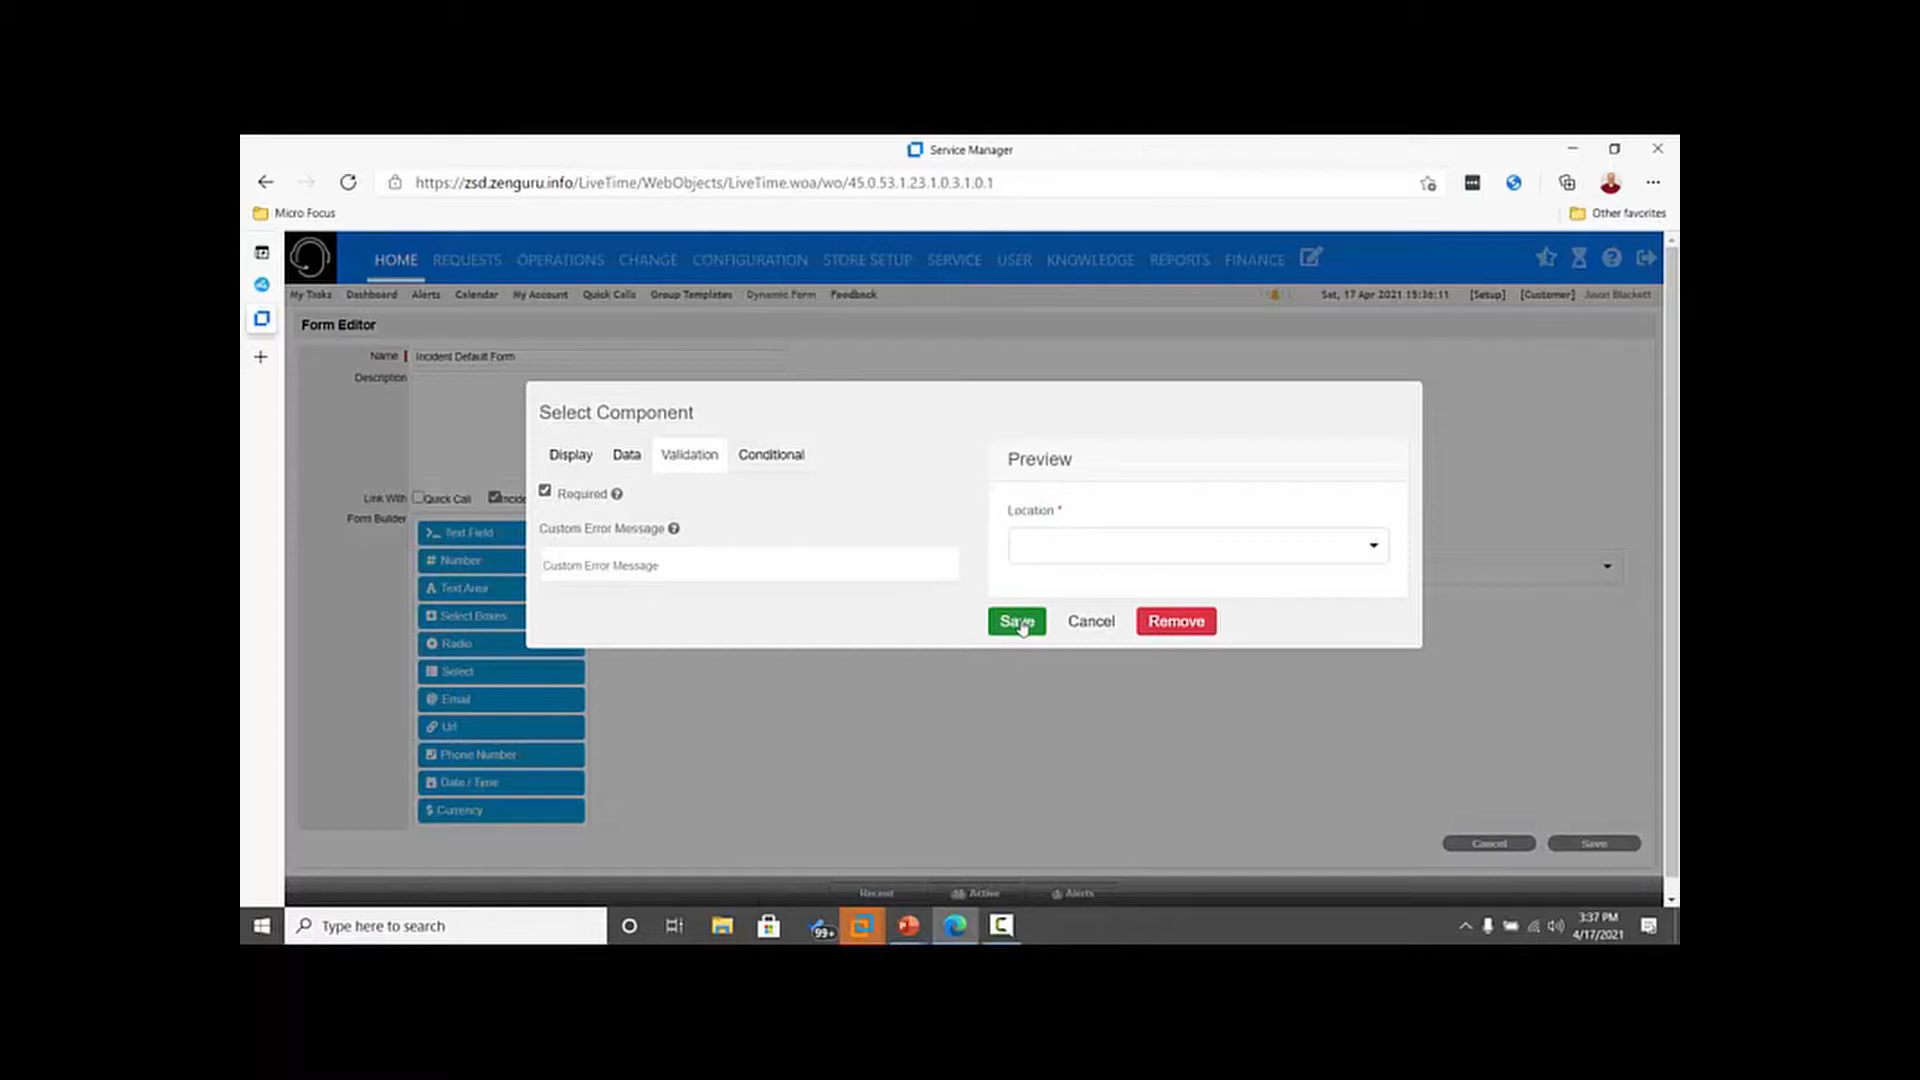 Service Manager
https://zsd.zenguru.info/LiveTime/WebObjects/LiveTime.woa/wo/45.0.53.1.23.1.0.3.1.0.1
Micro Focus
Other favorites
HOME REQUESTS OPERATIONS CHANGE CONFIGURATION STORE SETUP SERVICE USER KNOWLEDGE REPORTS FINANCE
My Tasks Dashboard Alerts Calendar My Account Quick Calls Group Templates Dynamic Form Feedback Sat, 17 Apr 2021 15:36:11 [Setup] [Customer] Jason Blackett
Form Editor
Name Incident Default Form
Description
Select Component
Display Data Validation Conditional
Preview
Required
Location *
Link With Quick Call
Form Builder
Custom Error Message
Text Field
Number
Custom Error Message
Text Area
Select Boxes
Save Cancel Remove
Radio
Select
Email
Url
Phone Number
Date / Time
$ Currency
Cancel Save
Recent Active Alerts
Type here to search
99+
3:37 PM
4/17/2021